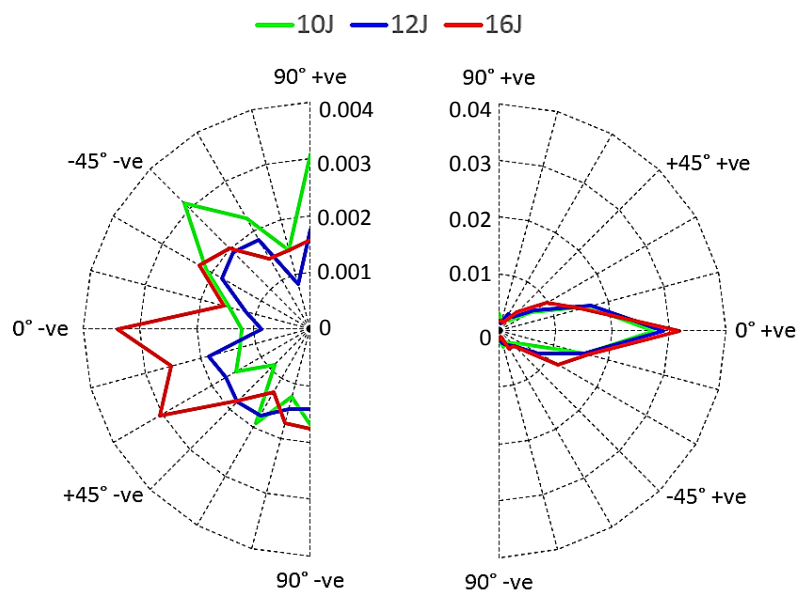 10J 12J 16J
90° +ve 90° +ve
0.004 0.04
-45° -ve 0.003 0.03 +45° +ve
0.002 0.02
0.001 0.01
0° -ve 0 0 0° +ve
+45° -ve -45° +ve
90° -ve 90° -ve